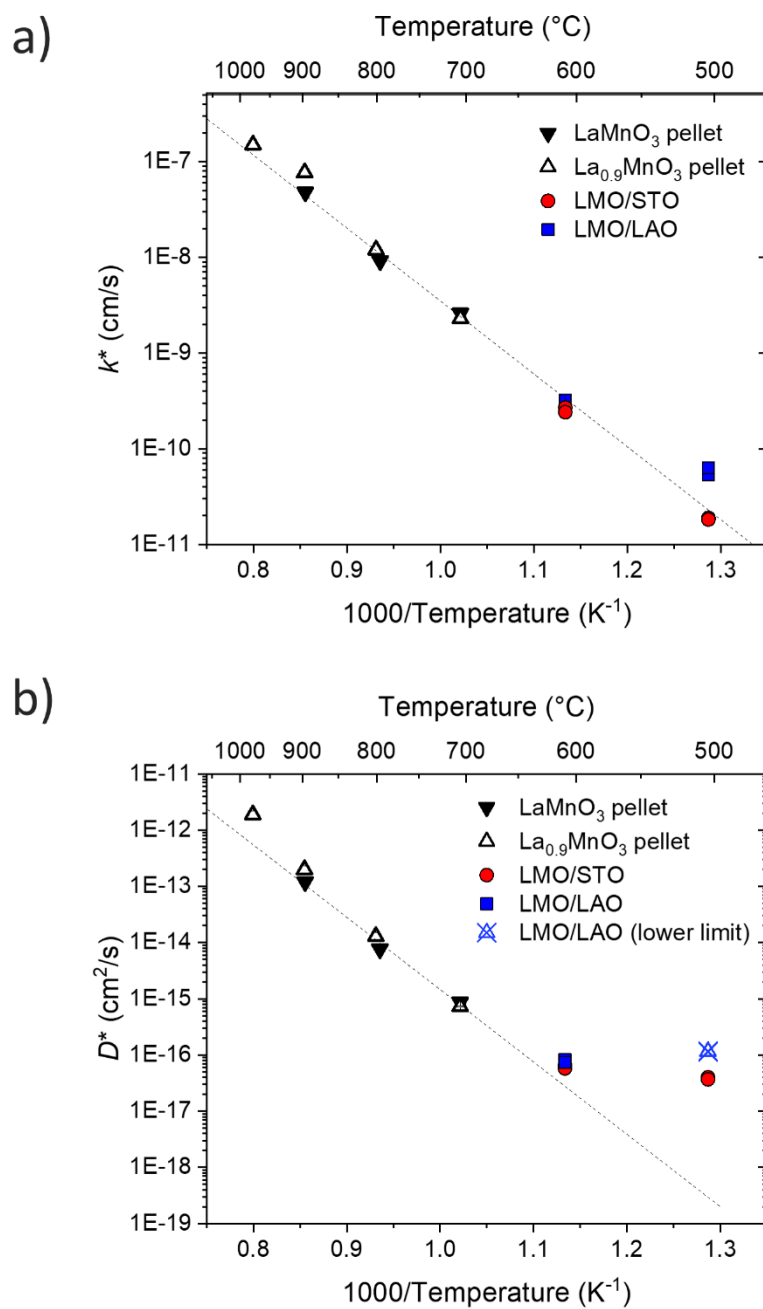 a)
Temperature (°C)
1000 900 800 700 600 500
LaMnO₃ pellet
La₀.₉MnO₃ pellet
LMO/STO
LMO/LAO
1E-7
1E-8
1E-9
1E-10
1E-11
k* (cm/s)
0.8 0.9 1.0 1.1 1.2 1.3
1000/Temperature (K⁻¹)
b)
Temperature (°C)
1000 900 800 700 600 500
LaMnO₃ pellet
La₀.₉MnO₃ pellet
LMO/STO
LMO/LAO
LMO/LAO (lower limit)
1E-11
1E-12
1E-13
1E-14
1E-15
1E-16
1E-17
1E-18
1E-19
D* (cm²/s)
0.8 0.9 1.0 1.1 1.2 1.3
1000/Temperature (K⁻¹)